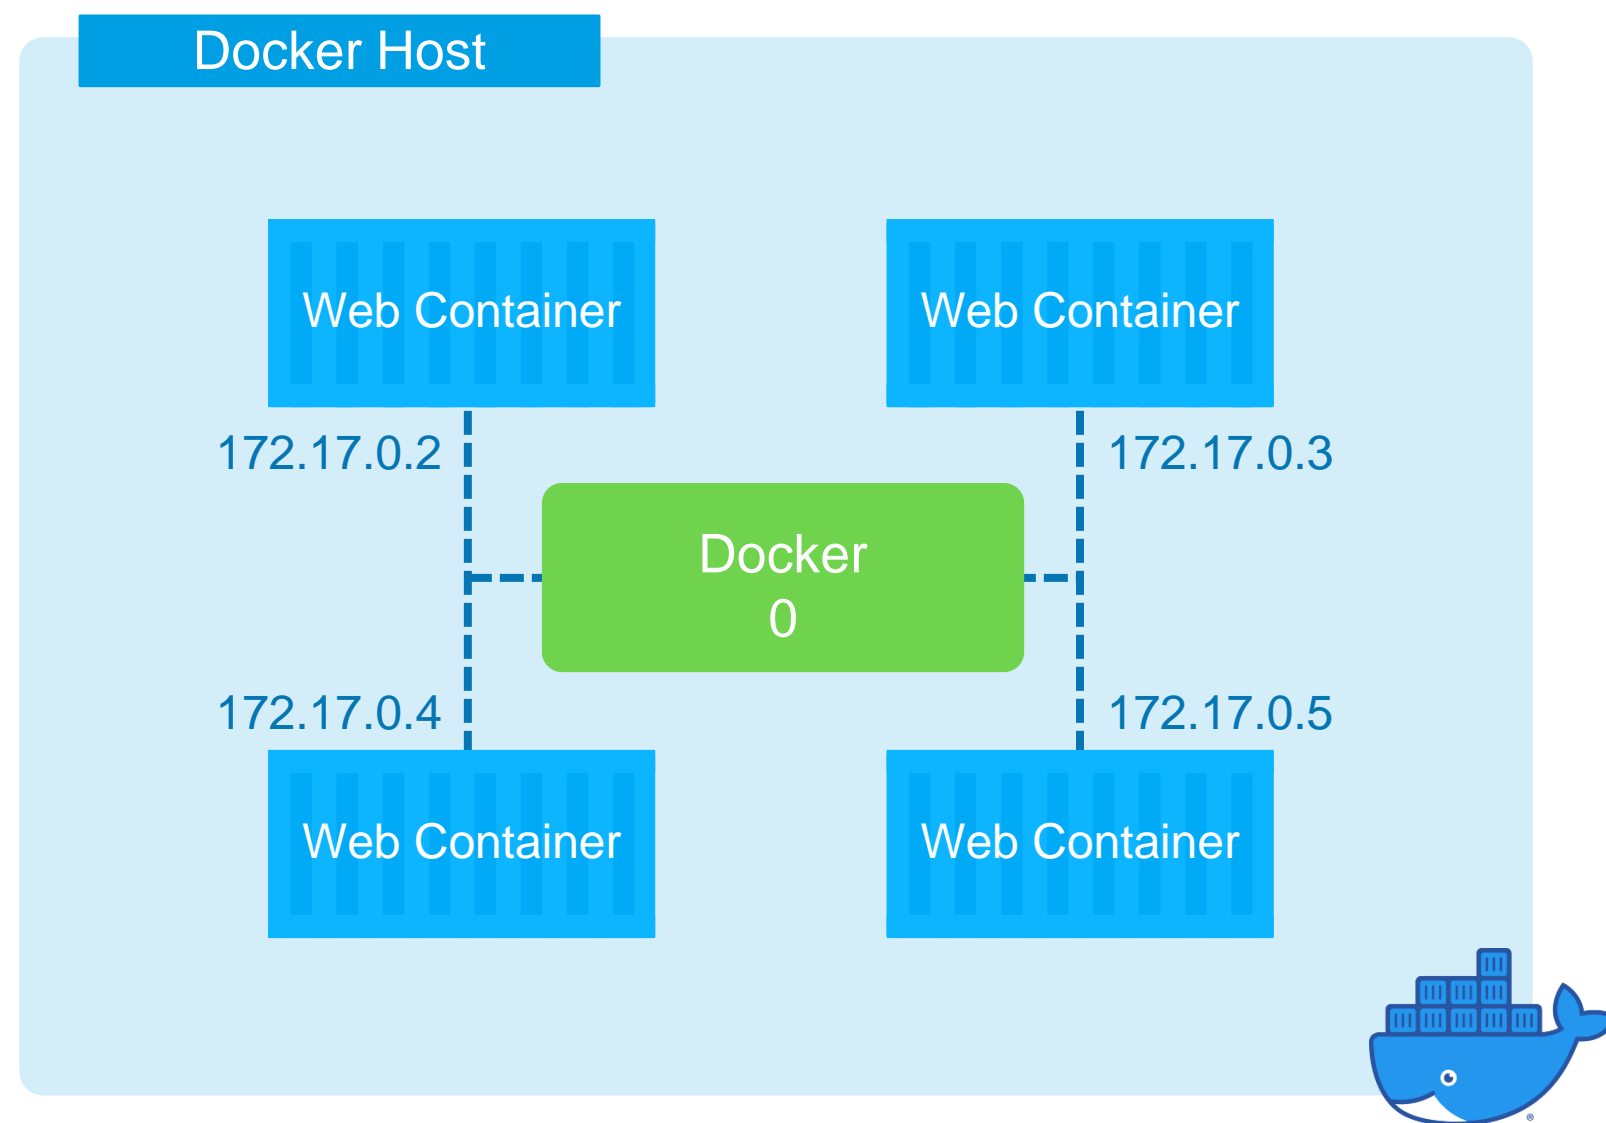 Docker Host
Web Container
Web Container
172.17.0.2
172.17.0.3
Docker
0
172.17.0.4
172.17.0.5
Web Container
Web Container
®